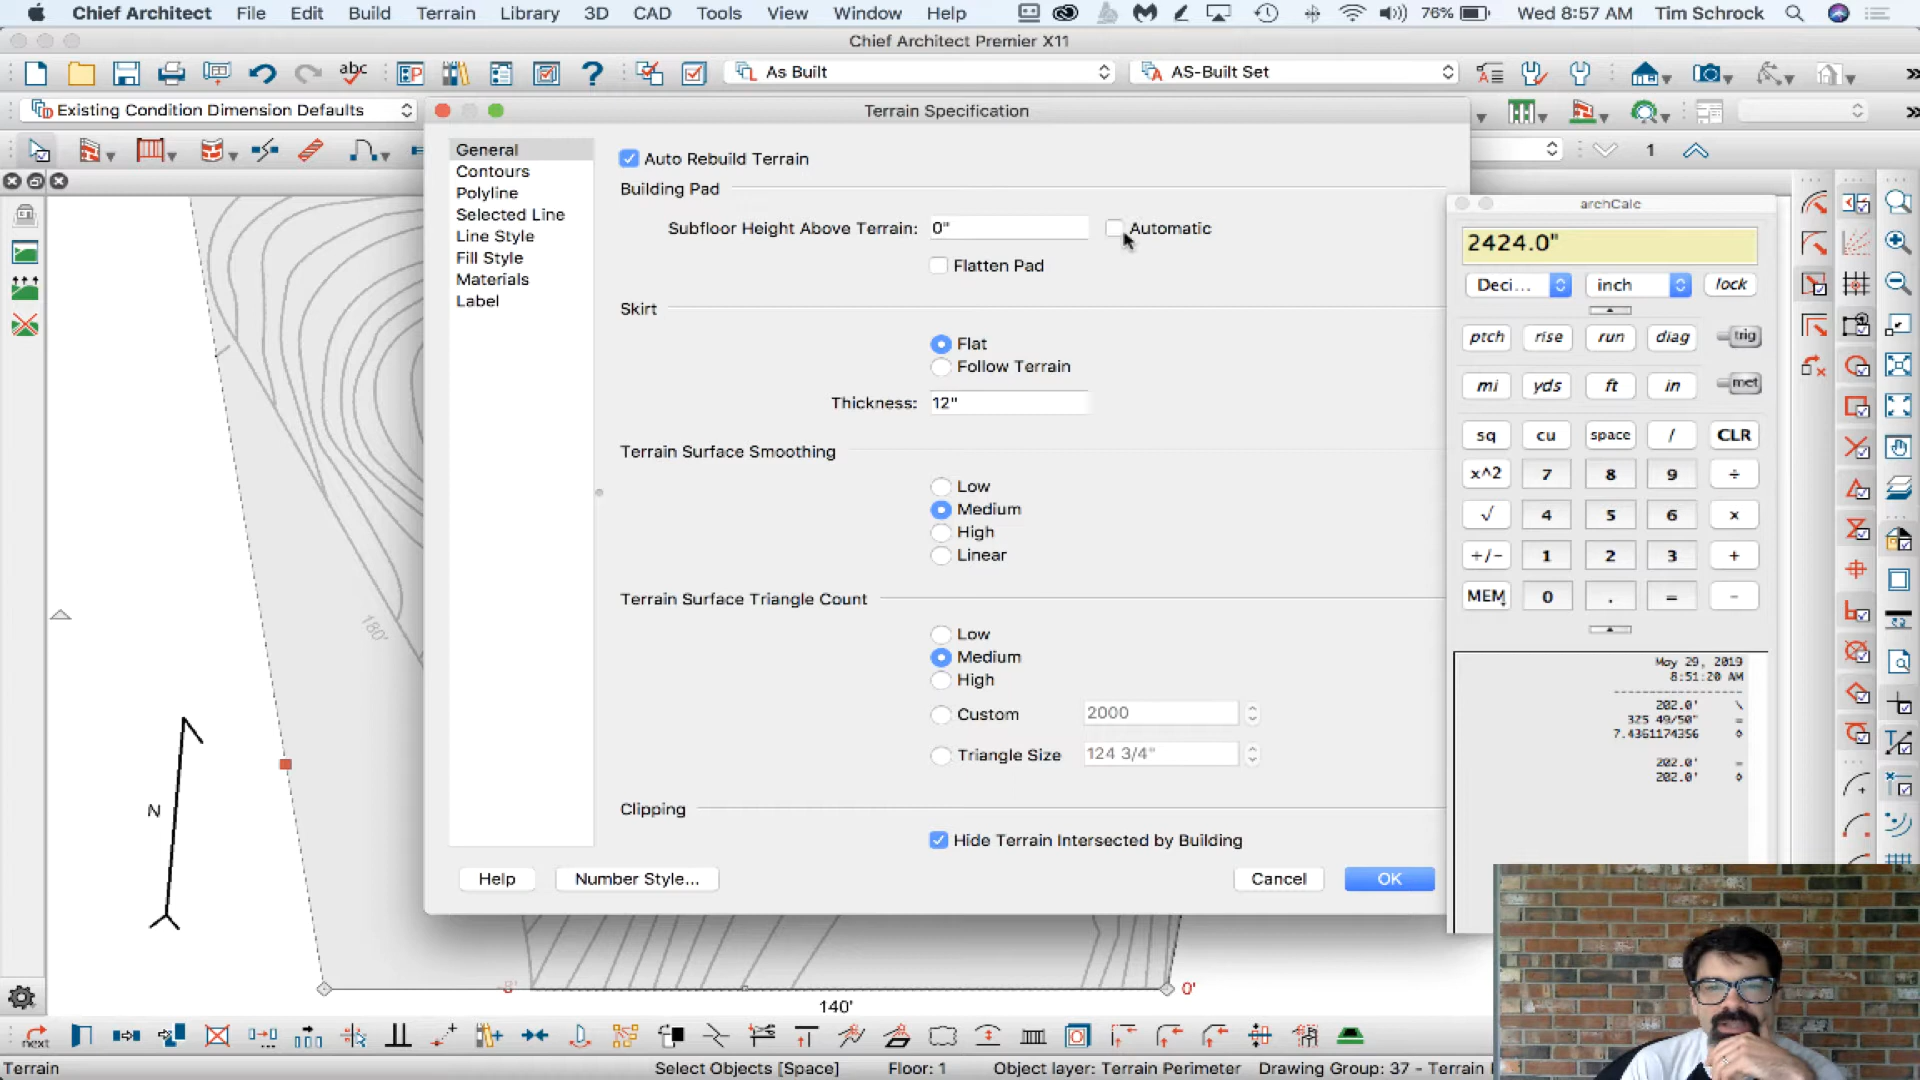 Chief Architect File Edit Build Terrain Library 3D CAD Tools View Window Help 76% Wed 8:57 AM Tim Schrock
Chief Architect Premier X11
abc P ? As Built AS-Built Set
Existing Condition Dimension Defaults
Terrain Specification
1
General
Contours
Polyline
Selected Line
Line Style
Fill Style
Materials
Label
Auto Rebuild Terrain
Building Pad
Subfloor Height Above Terrain: 0" Automatic
Flatten Pad
Skirt
Flat
Follow Terrain
Thickness: 12"
Terrain Surface Smoothing
Low
Medium
High
Linear
Terrain Surface Triangle Count
Low
Medium
High
Custom 2000
Triangle Size 124 3/4"
Clipping
Hide Terrain Intersected by Building
Help Number Style... Cancel OK
archCalc
2424.0"
Deci... inch lock
ptch rise run diag trig
mi yds ft in met
sq cu space / CLR
x^2 7 8 9 ÷
√ 4 5 6 x
+/- 1 2 3 +
MEM 0 . = -
May 29, 2019
8:51:20 AM
202.0' \
325 49/50" =
7.4361174356 ◊
202.0' =
202.0' ◊
180'
N
0'
140'
next
Terrain Select Objects [Space] Floor: 1 Object layer: Terrain Perimeter Drawing Group: 37 - Terrain